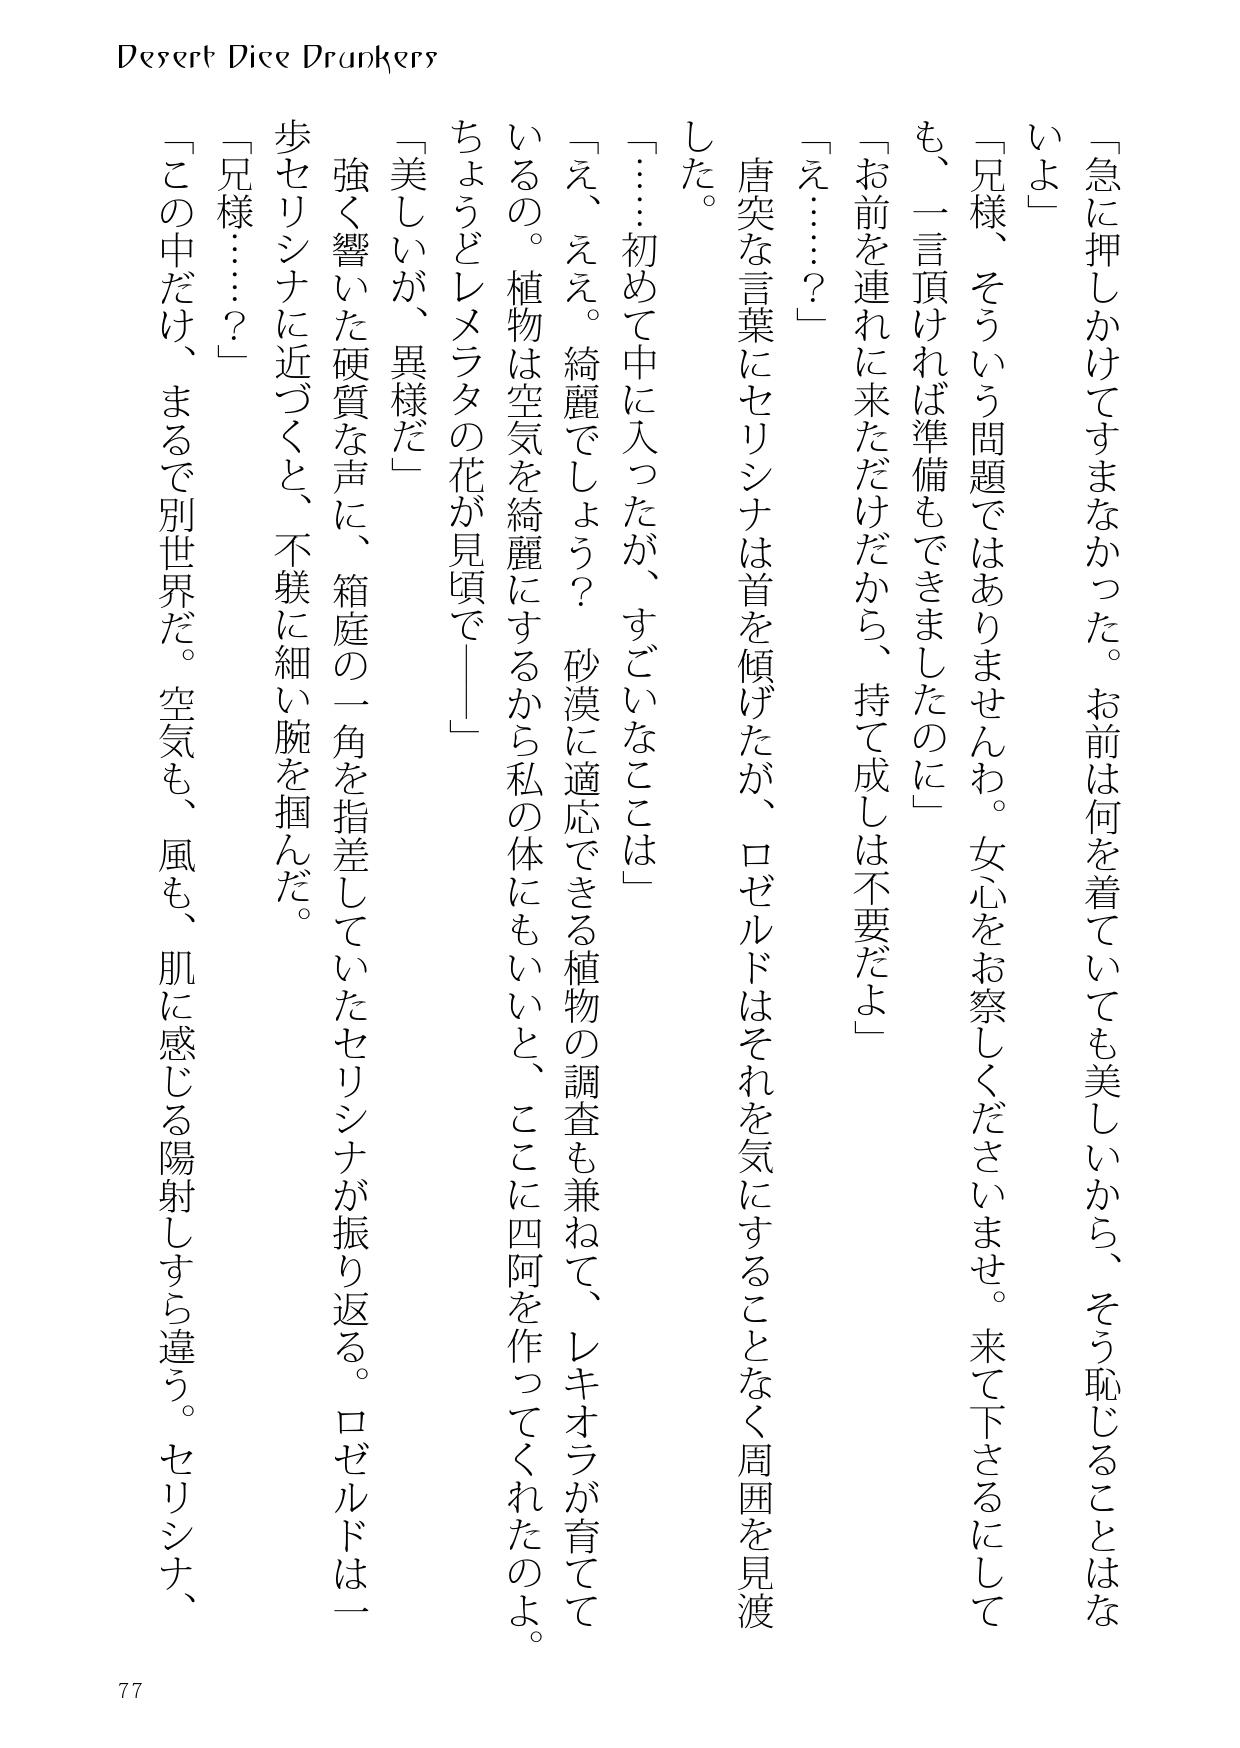 Desert Dice Drunkers
「急に押しかけてすまなかった。お前は何を着ていても美しいから、そう恥じることはな
いよ」
「兄様、そういう問題ではありませんわ。女心をお察しくださいませ。来て下さるにして
も、一言頂ければ準備もできましたのに」
「お前を連れに来ただけだから、持て成しは不要だよ」
「え……？」
　唐突な言葉にセリシナは首を傾げたが、ロゼルドはそれを気にすることなく周囲を見渡
した。
「……初めて中に入ったが、すごいなここは」
「え、ええ。綺麗でしょう？　砂漠に適応できる植物の調査も兼ねて、レキオラが育てて
いるの。植物は空気を綺麗にするから私の体にもいいと、ここに四阿を作ってくれたのよ。
ちょうどレメラタの花が見頃で――」
「美しいが、異様だ」
　強く響いた硬質な声に、箱庭の一角を指差していたセリシナが振り返る。ロゼルドは一
歩セリシナに近づくと、不躾に細い腕を掴んだ。
「兄様……？」
「この中だけ、まるで別世界だ。空気も、風も、肌に感じる陽射しすら違う。セリシナ、
77